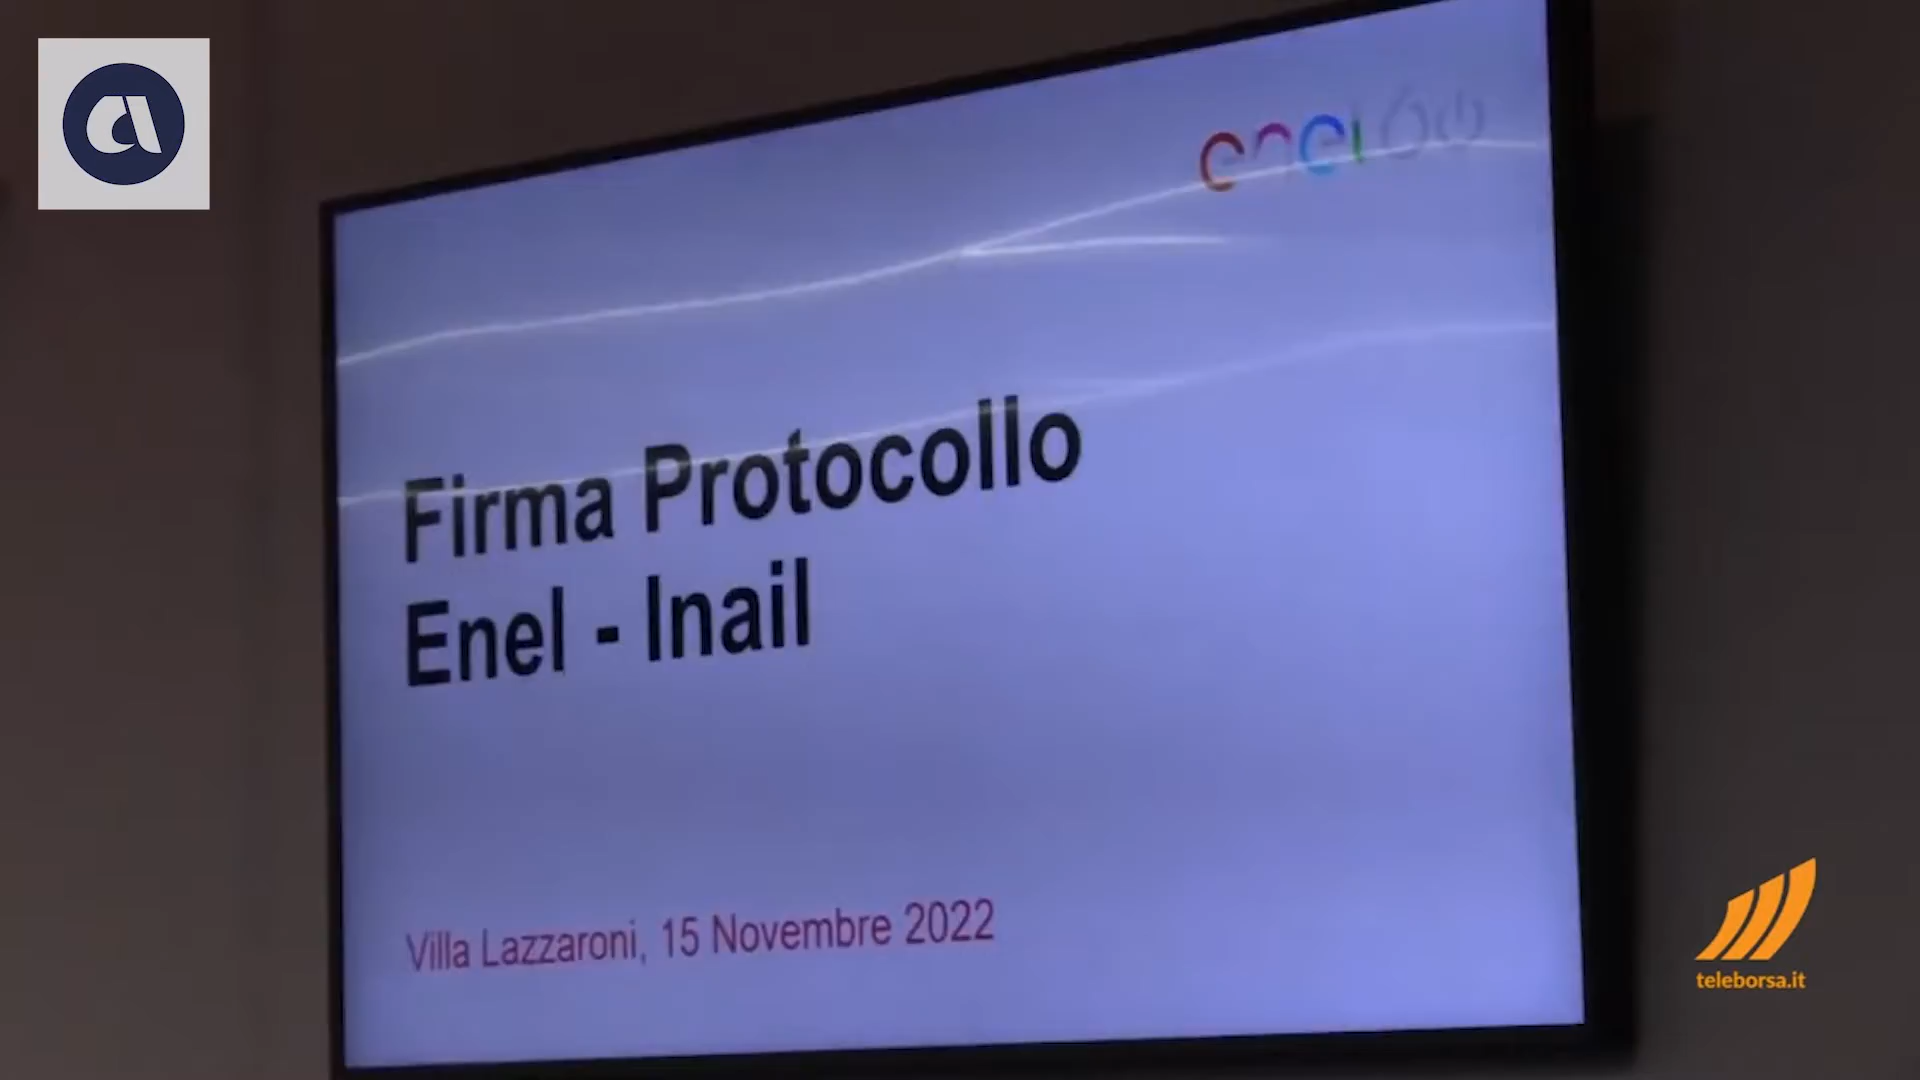 enel
Firma Protocollo
Enel - Inail
Villa Lazzaroni, 15 Novembre 2022
teleborsa.it